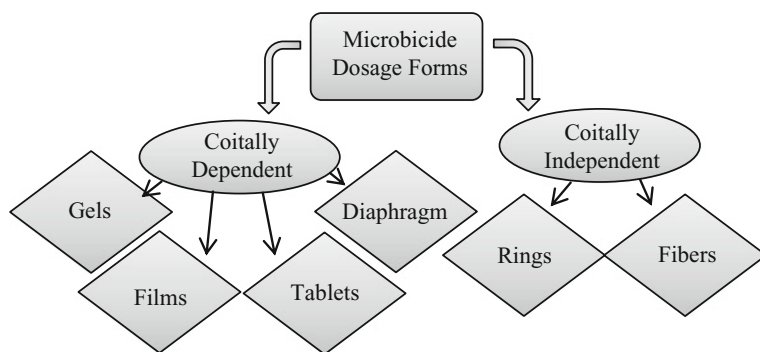 Microbicide
Dosage Forms
Coitally
Dependent
Coitally
Independent
Gels
Diaphragm
Films
Tablets
Rings
Fibers